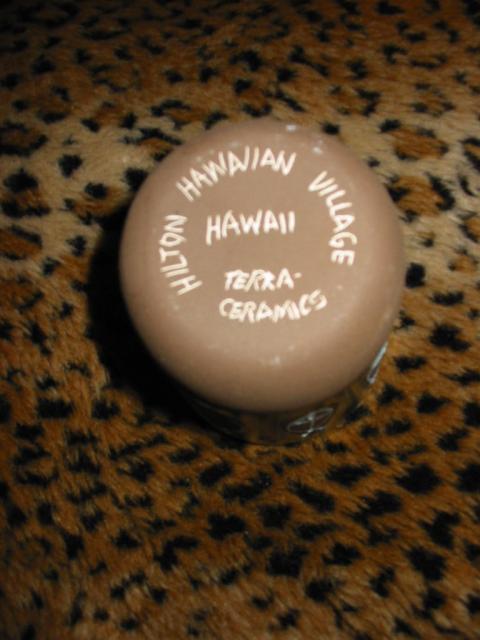 HILTON HAWAIIAN VILLAGE
HAWAII
TERRA-
CERAMICS